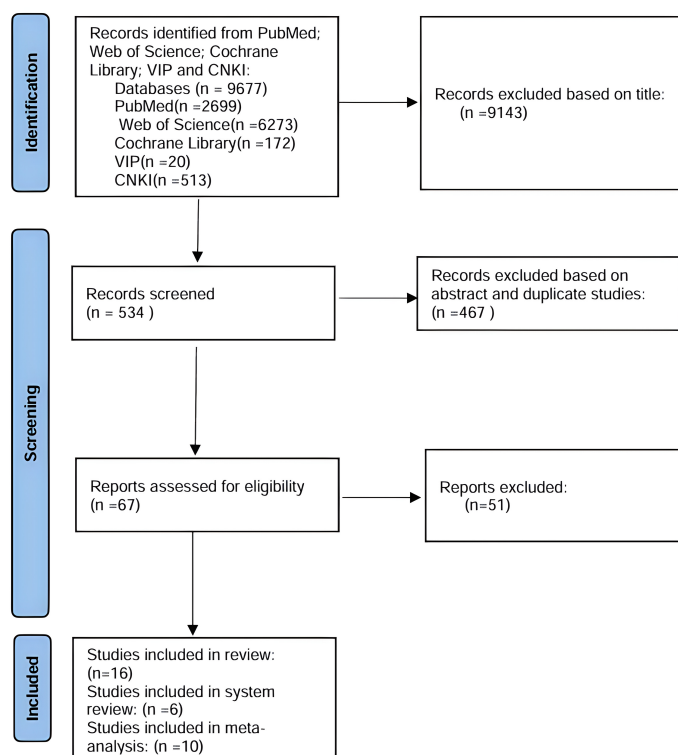 Identification
Records identified from PubMed;
Web of Science; Cochrane
Library; VIP and CNKI:
Databases (n = 9677)
PubMed(n =2699)
Web of Science(n =6273)
Cochrane Library(n =172)
VIP(n =20)
CNKI(n =513)
Records excluded based on title:
(n =9143)
Screening
Records screened
(n = 534 )
Records excluded based on
abstract and duplicate studies:
(n =467 )
Reports assessed for eligibility
(n =67)
Reports excluded:
(n=51)
Included
Studies included in review:
(n=16)
Studies included in system
review: (n =6)
Studies included in meta-
analysis: (n =10)